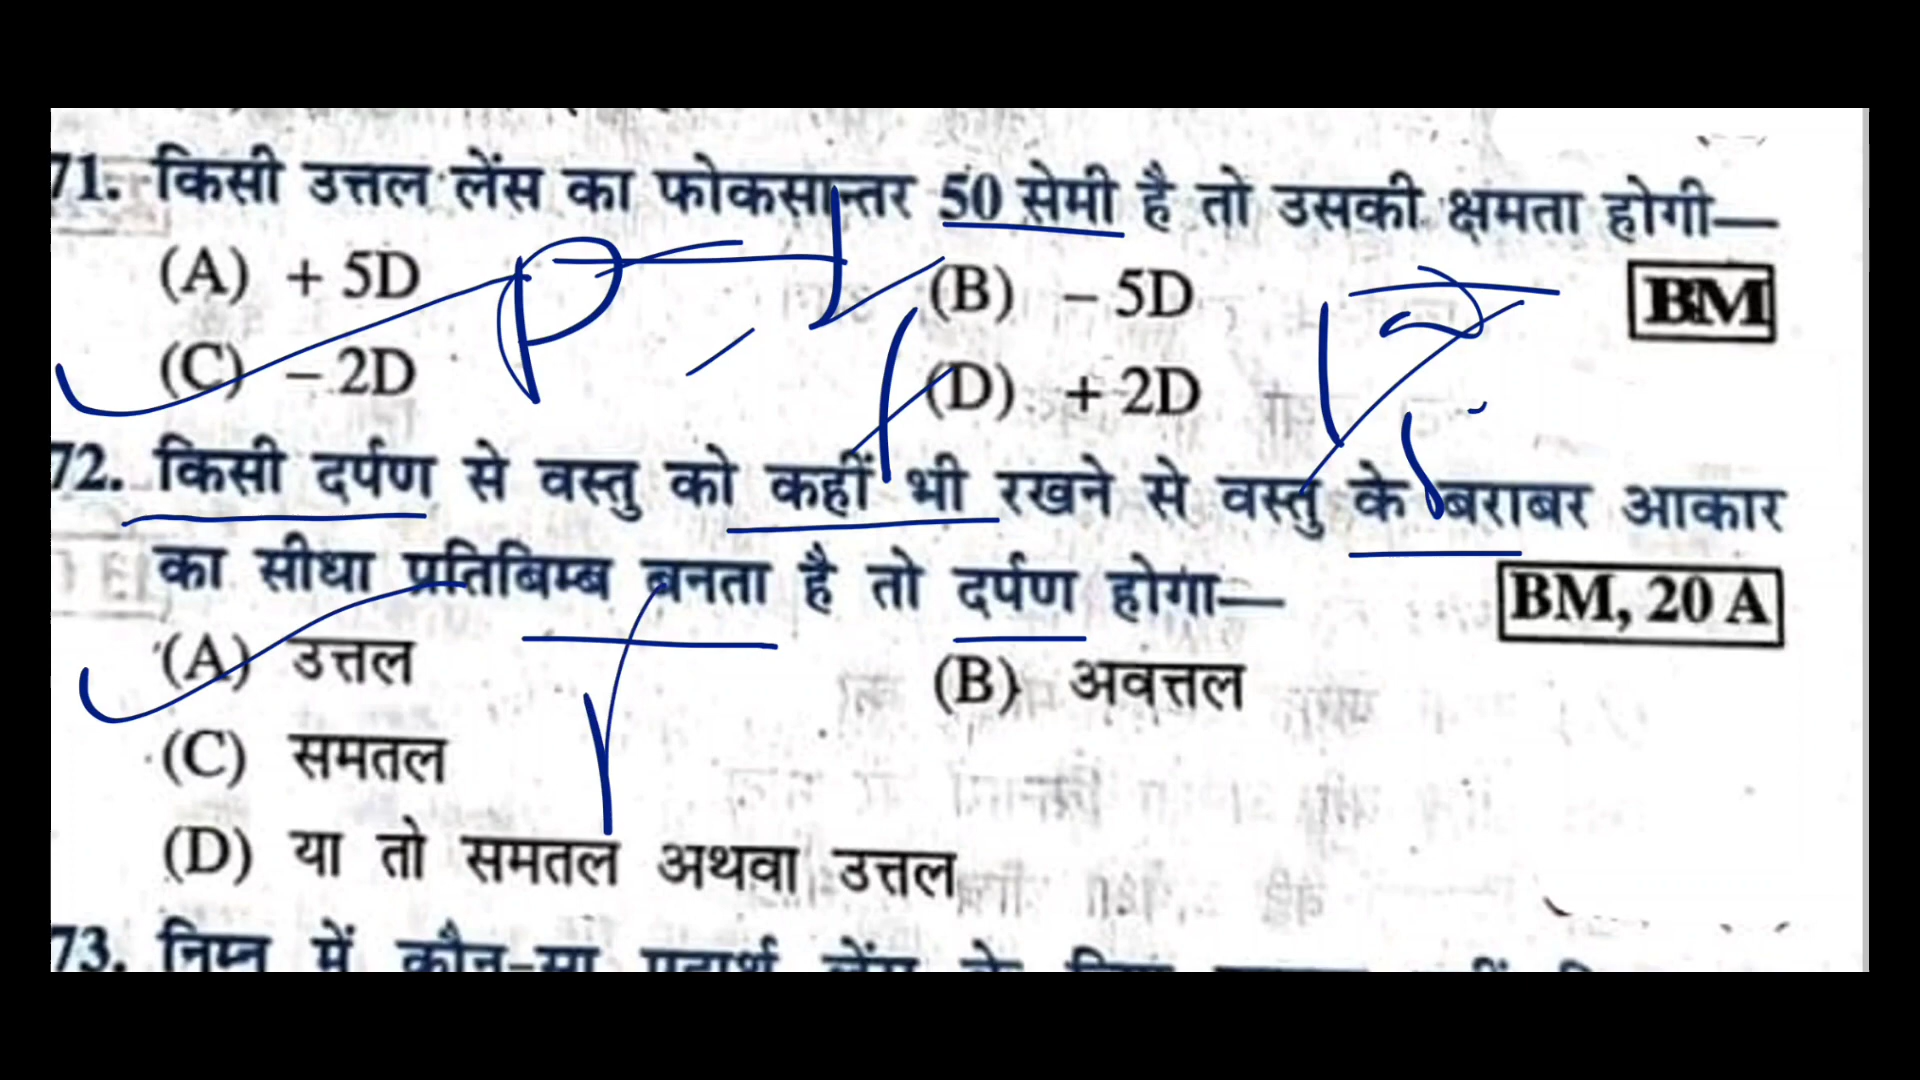 71. किसी उत्तल लेंस का फोकसान्तर 50 सेमी है तो उसकी क्षमता होगी—
(A) + 5D (B) – 5D BM
(C) – 2D (D) + 2D
72. किसी दर्पण से वस्तु को कहीं भी रखने से वस्तु के बराबर आकार
का सीधा प्रतिबिम्ब बनता है तो दर्पण होगा— BM, 20 A
(A) उत्तल (B) अवत्तल
(C) समतल
(D) या तो समतल अथवा उत्तल
73. निम्न में कौन-सा पदार्थ लेंस के